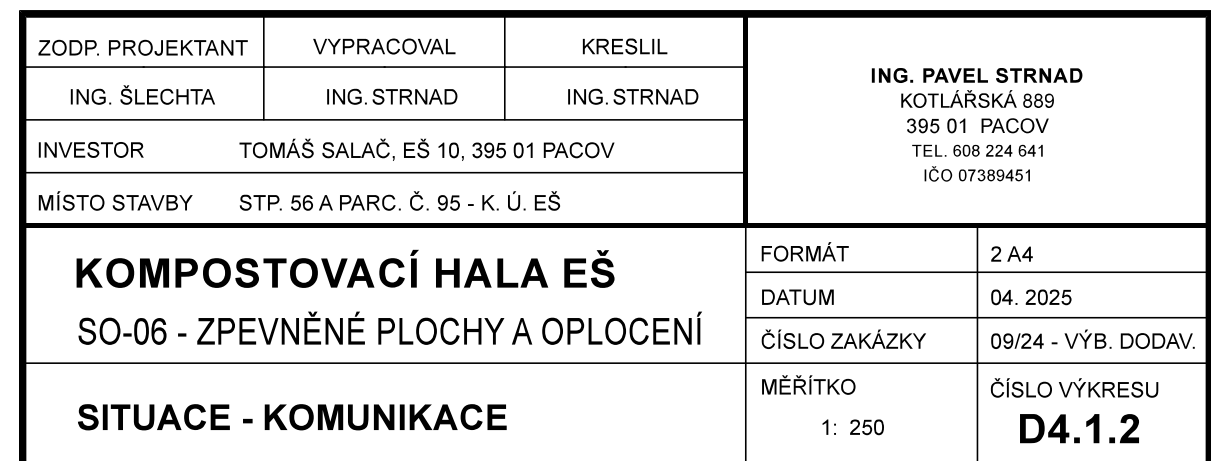 ZODP. PROJEKTANT VYPRACOVAL KRESLIL
ING. ŠLECHTA ING. STRNAD ING. STRNAD
INVESTOR TOMÁŠ SALAČ, EŠ 10, 395 01 PACOV
MÍSTO STAVBY STP. 56 A PARC. Č. 95 - K. Ú. EŠ
ING. PAVEL STRNAD
KOTLÁŘSKÁ 889
395 01 PACOV
TEL. 608 224 641
IČO 07389451
KOMPOSTOVACÍ HALA EŠ
SO-06 - ZPEVNĚNÉ PLOCHY A OPLOCENÍ
SITUACE - KOMUNIKACE
FORMÁT 2 A4
DATUM 04. 2025
ČÍSLO ZAKÁZKY 09/24 - VÝB. DODAV.
MĚŘÍTKO
1: 250
ČÍSLO VÝKRESU
D4.1.2